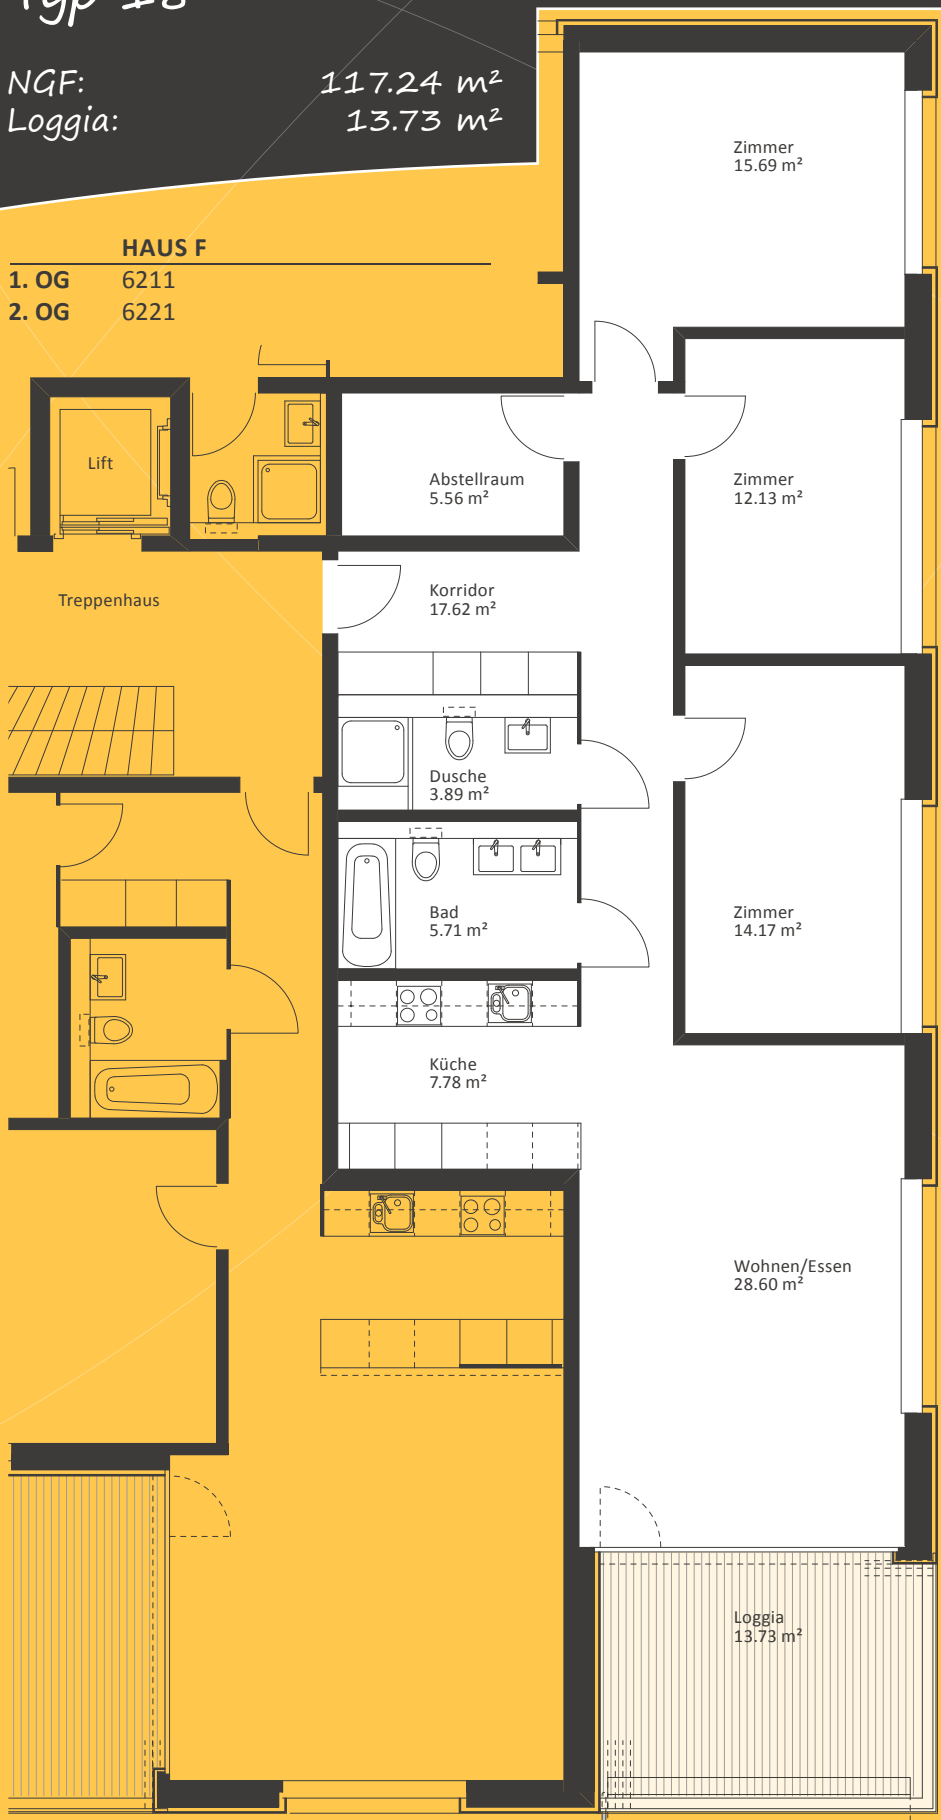 Typ 18
NGF: 117.24 m²
Loggia: 13.73 m²
HAUS F
1. OG 6211
2. OG 6221
Zimmer
15.69 m²
Lift
Abstellraum
5.56 m²
Zimmer
12.13 m²
Treppenhaus
Korridor
17.62 m²
Dusche
3.89 m²
Bad
5.71 m²
Zimmer
14.17 m²
Küche
7.78 m²
Wohnen/Essen
28.60 m²
Loggia
13.73 m²